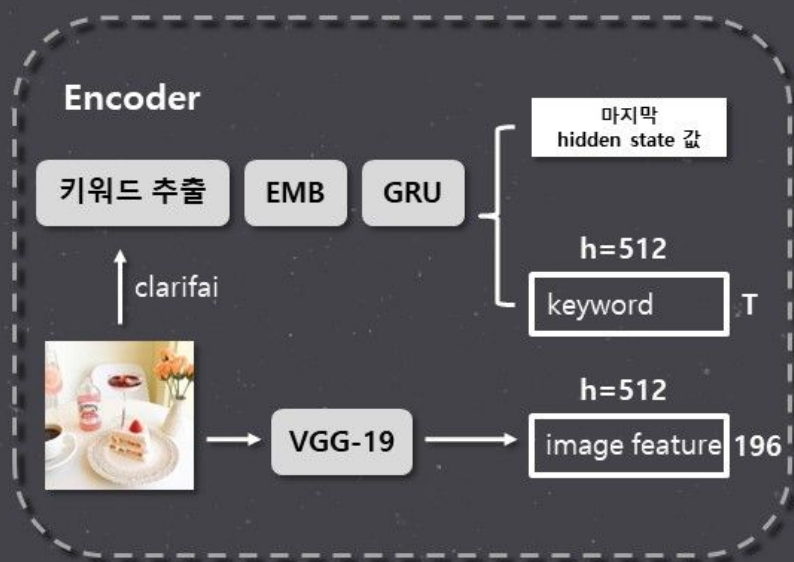 Encoder
마지막
hidden state 값
키워드 추출
EMB
GRU
h=512
clarifai
keyword
T
h=512
VGG-19
image feature
196